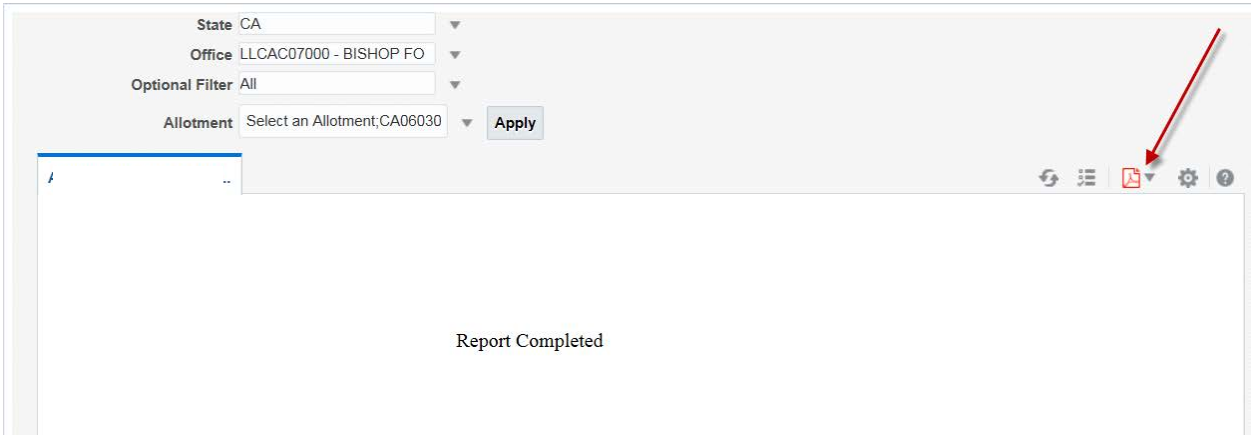 State CA
Office LLCAC07000 - BISHOP FO
Optional Filter All
Allotment Select an Allotment;CA06030 Apply
..
Report Completed